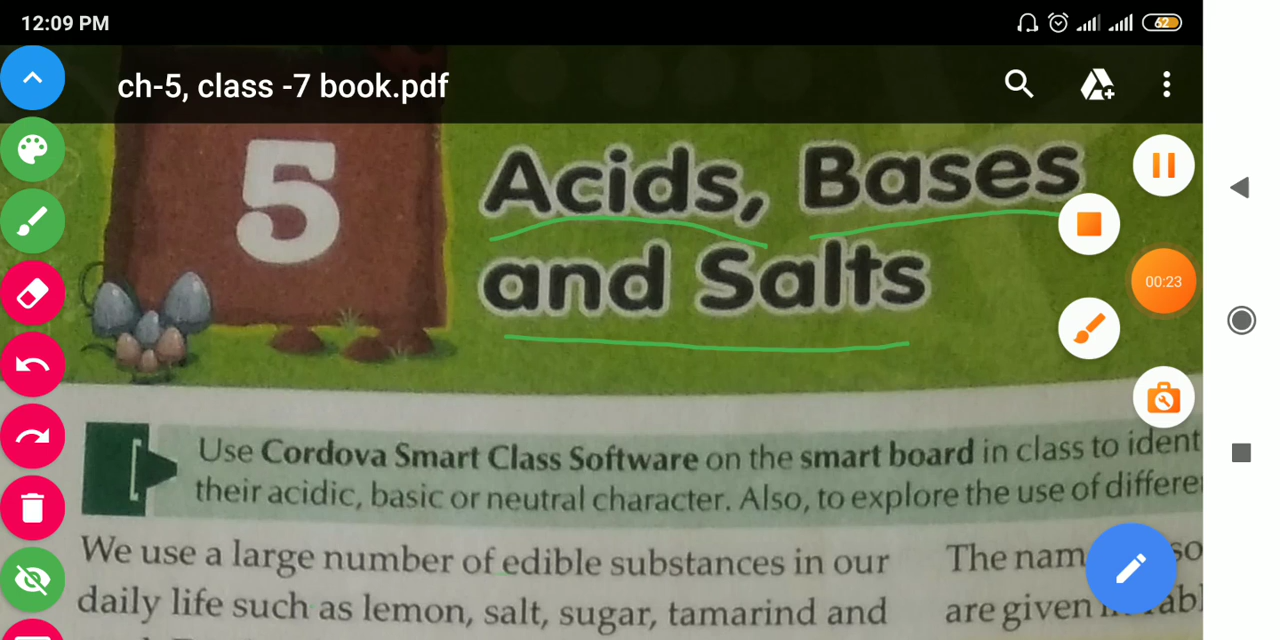 12:09 PM
62
ch-5, class -7 book.pdf
5
Acids, Bases
and Salts
00:23
Use Cordova Smart Class Software on the smart board in class to ident
their acidic, basic or neutral character. Also, to explore the use of differe
We use a large number of edible substances in our
daily life such as lemon, salt, sugar, tamarind and
The nam so
are given